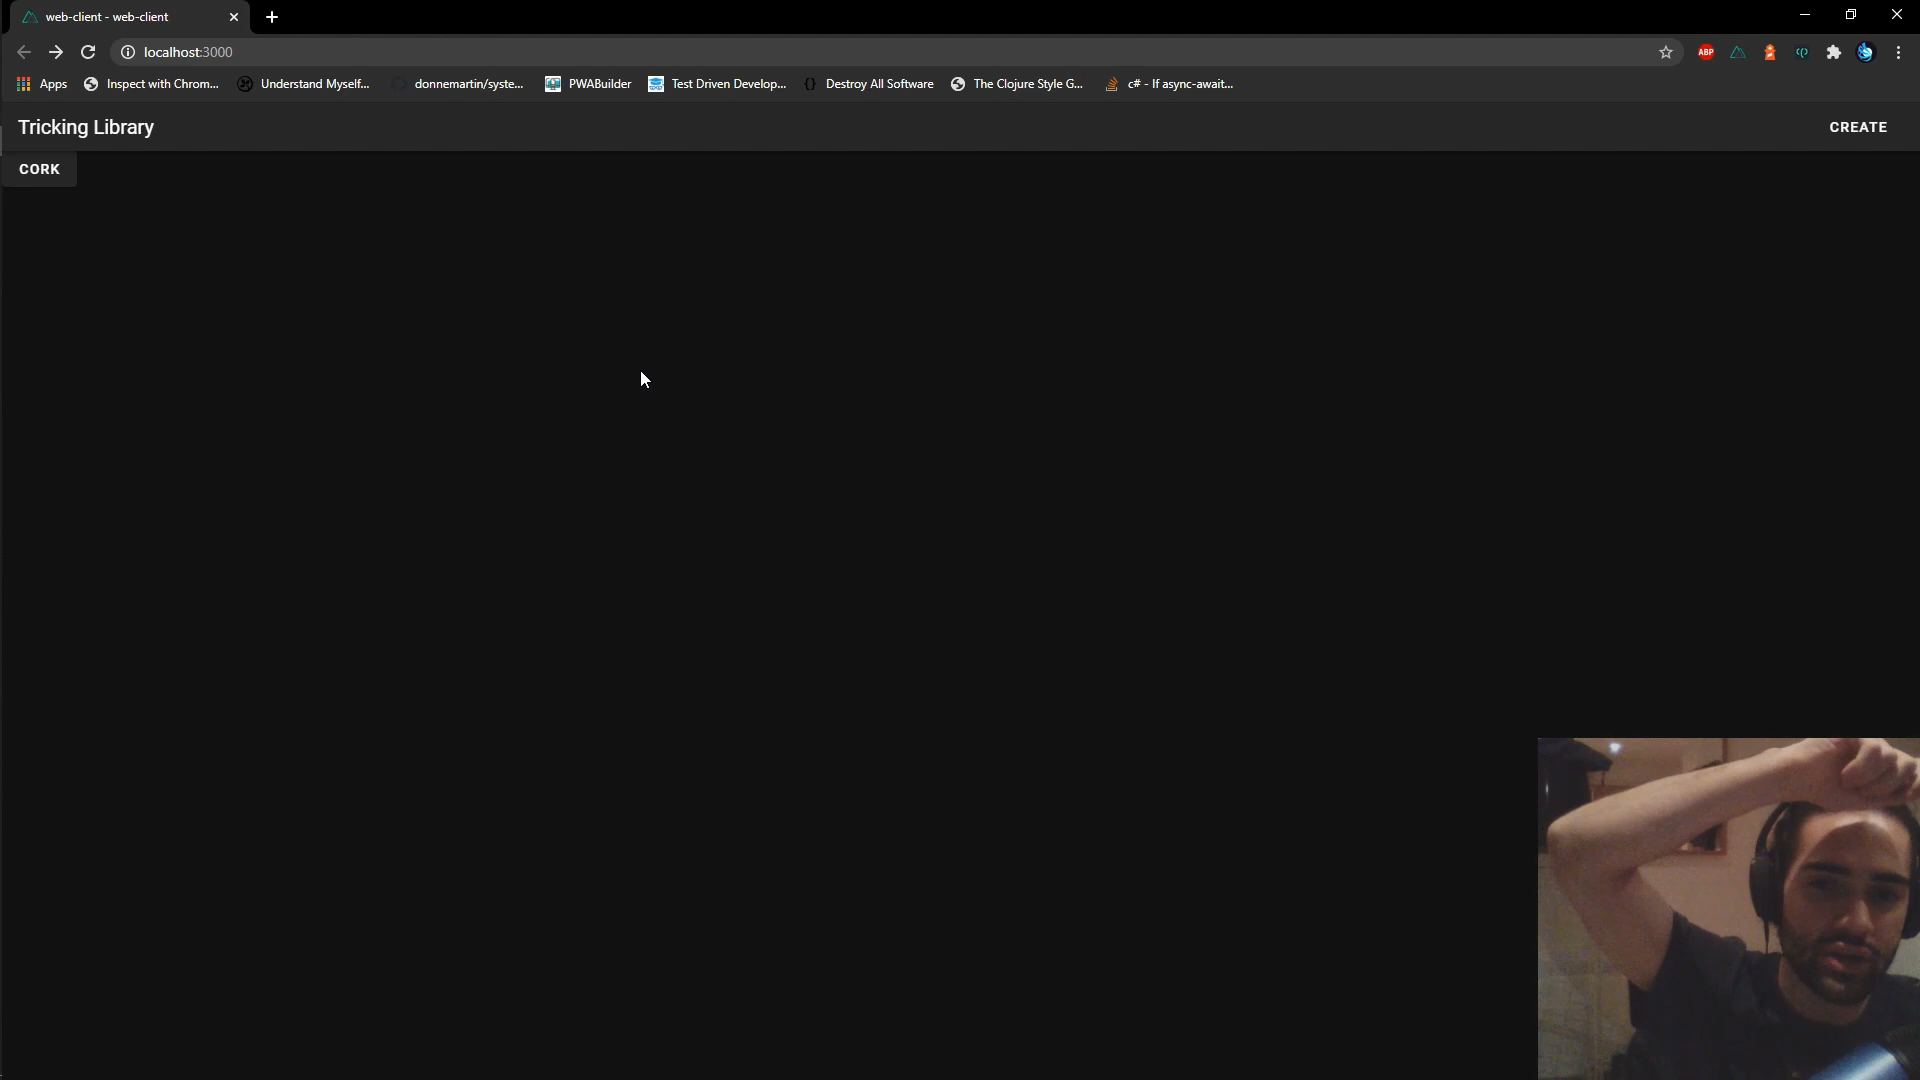 web-client - web-client
localhost:3000
ABP
Apps
Inspect with Chrom...
Understand Myself...
donnemartin/syste...
PWABuilder
Test Driven Develop...
Destroy All Software
The Clojure Style G...
c# - If async-await...
Tricking Library
CREATE
CORK